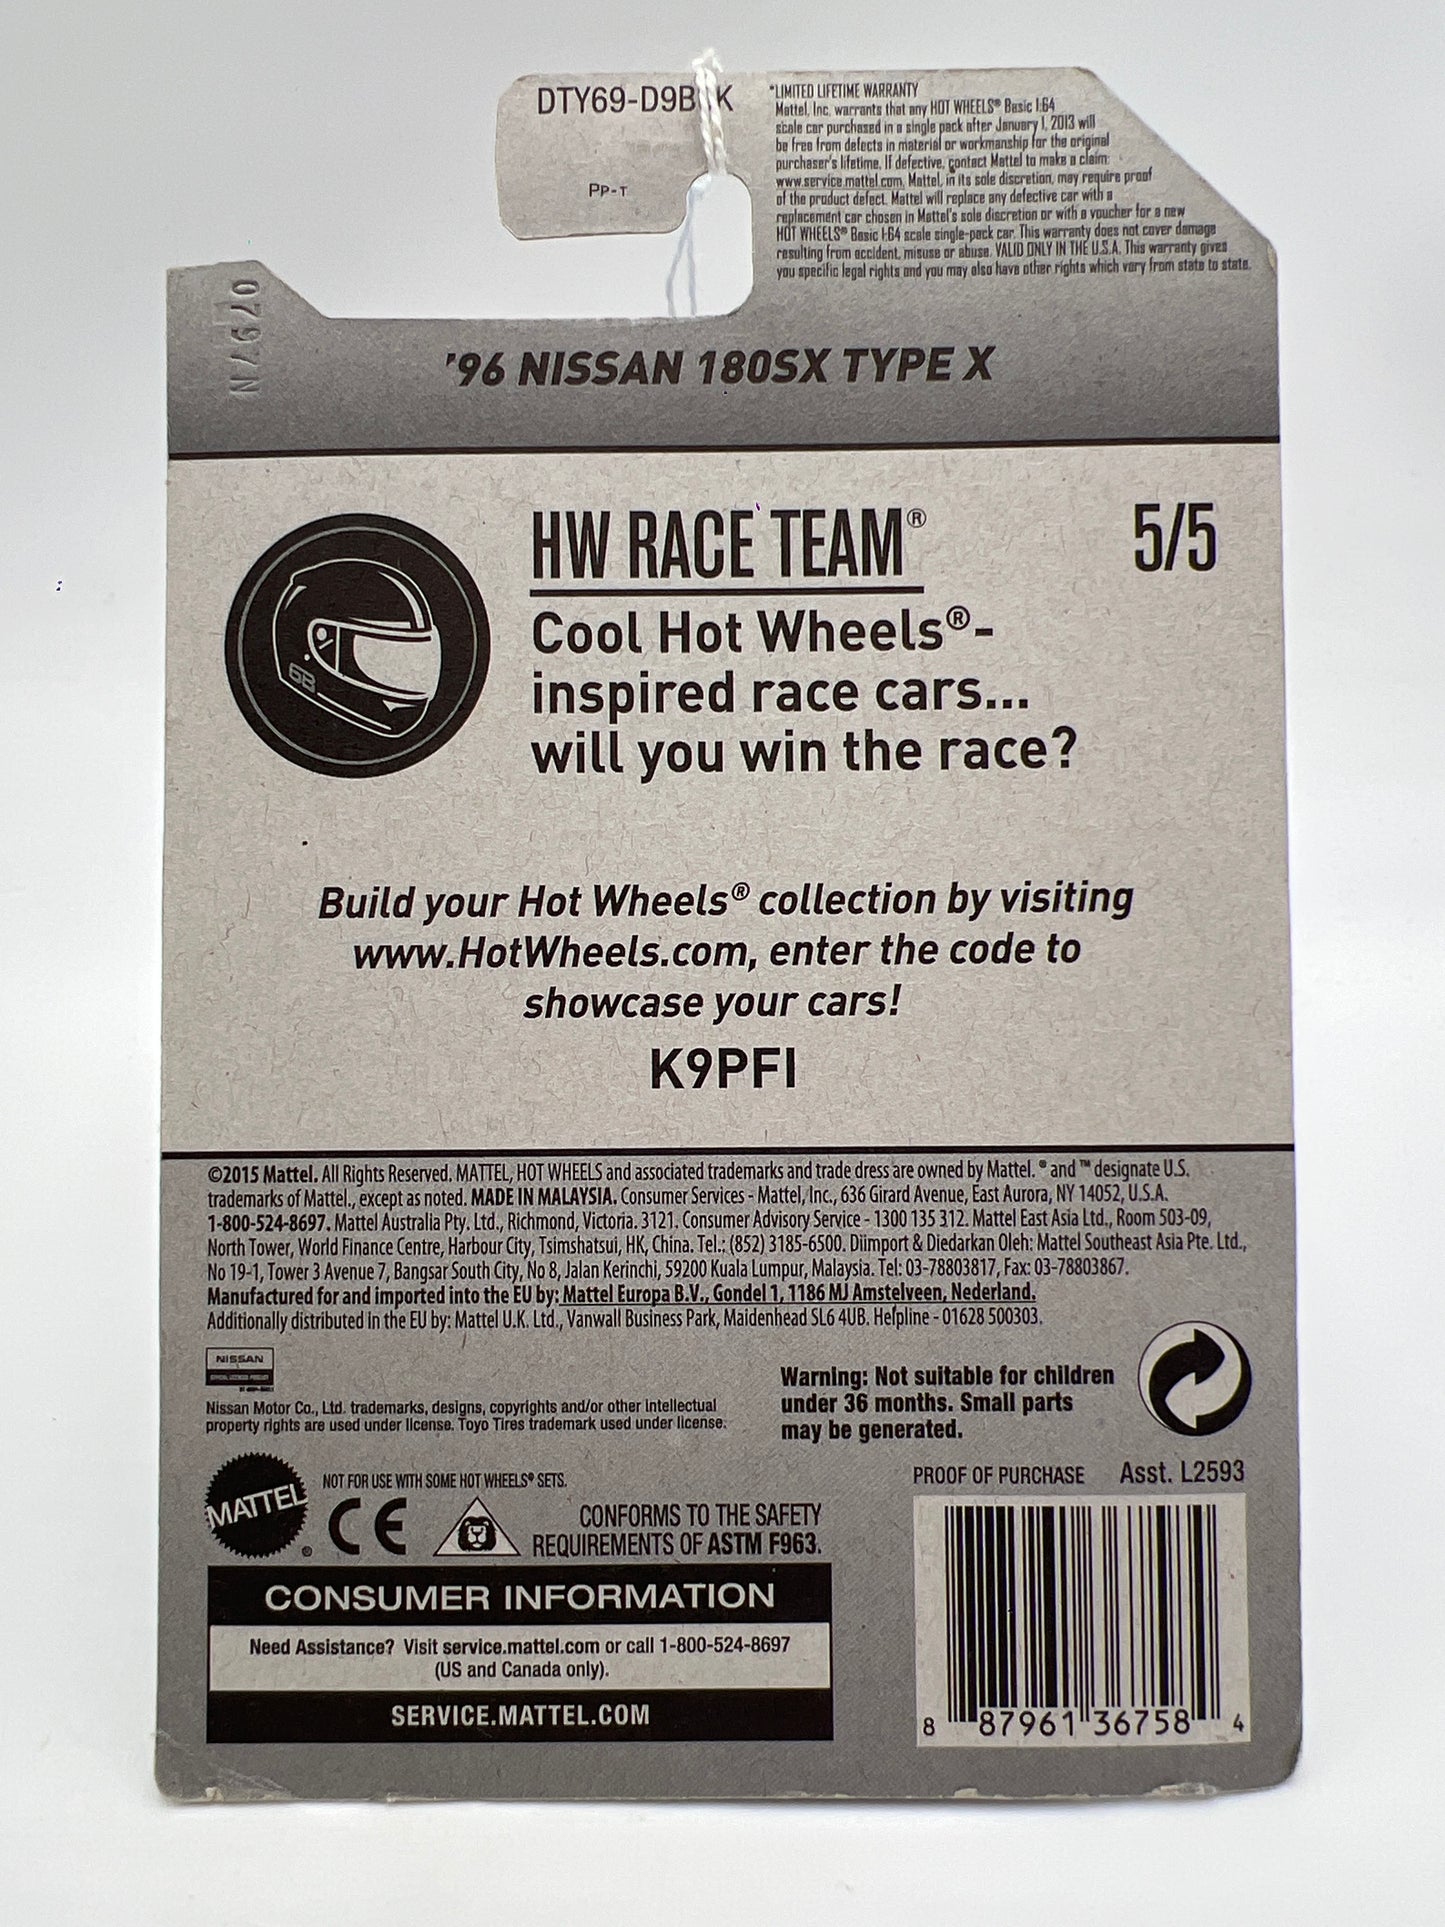 PP-T
*LIMITED LIFETIME WARRANTY
Mattel, Inc. warrants that any HOT WHEELS® Basic 1:64
scale car purchased in a single pack after January 1, 2013 will
be free from defects in material or workmanship for the original
purchaser's lifetime. If defective, contact Mattel to make a claim:
www.service.mattel.com. Mattel, in its sole discretion, may require proof
of the product defect. Mattel will replace any defective car with a
replacement car chosen in Mattel's sole discretion or with a voucher for a new
HOT WHEELS® Basic 1:64 scale single-pack car. This warranty does not cover damage
resulting from accident, misuse or abuse. VALID ONLY IN THE U.S.A. This warranty gives
you specific legal rights and you may also have other rights which vary from state to state.
0797N
'96 NISSAN 180SX TYPE X
HW RACE TEAM®
5/5
68
Cool Hot Wheels®-
inspired race cars...
will you win the race?
Build your Hot Wheels® collection by visiting
www.HotWheels.com, enter the code to
showcase your cars!
K9PFI
©2015 Mattel. All Rights Reserved. MATTEL, HOT WHEELS and associated trademarks and trade dress are owned by Mattel. ® and ™ designate U.S.
trademarks of Mattel., except as noted. MADE IN MALAYSIA. Consumer Services - Mattel, Inc., 636 Girard Avenue, East Aurora, NY 14052, U.S.A.
1-800-524-8697. Mattel Australia Pty. Ltd., Richmond, Victoria. 3121. Consumer Advisory Service - 1300 135 312. Mattel East Asia Ltd., Room 503-09,
North Tower, World Finance Centre, Harbour City, Tsimshatsui, HK, China. Tel.: (852) 3185-6500. Diimport & Diedarkan Oleh: Mattel Southeast Asia Pte. Ltd.,
No 19-1, Tower 3 Avenue 7, Bangsar South City, No 8, Jalan Kerinchi, 59200 Kuala Lumpur, Malaysia. Tel: 03-78803817, Fax: 03-78803867.
Manufactured for and imported into the EU by: Mattel Europa B.V., Gondel 1, 1186 MJ Amstelveen, Nederland.
Additionally distributed In the EU by: Mattel U.K. Ltd., Vanwall Business Park, Maidenhead SL6 4UB. Helpline - 01628 500303.
NISSAN
Nissan Motor Co., Ltd. trademarks, designs, copyrights and/or other intellectual
property rights are used under license. Toyo Tires trademark used under license.
Warning: Not suitable for children
under 36 months. Small parts
may be generated.
MATTEL®
NOT FOR USE WITH SOME HOT WHEELS® SETS.
CE
CONFORMS TO THE SAFETY
REQUIREMENTS OF ASTM F963.
PROOF OF PURCHASE Asst. L2593
CONSUMER INFORMATION
Need Assistance? Visit service.mattel.com or call 1-800-524-8697
(US and Canada only).
SERVICE.MATTEL.COM
8 87961 36758 4